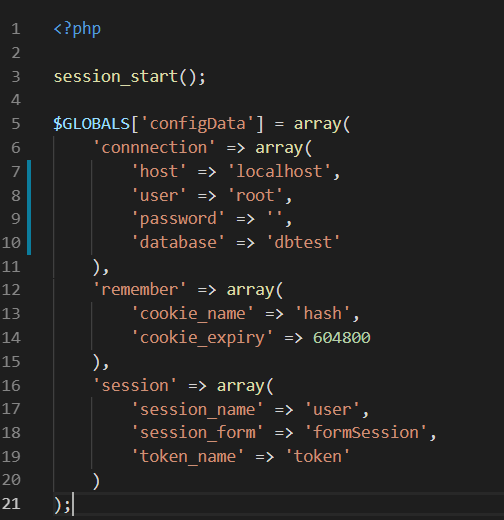 1 <?php
2
3 session_start();
4
5 $GLOBALS['configData'] = array(
6     'connnection' => array(
7         'host' => 'localhost',
8         'user' => 'root',
9         'password' => '',
10         'database' => 'dbtest'
11     ),
12     'remember' => array(
13         'cookie_name' => 'hash',
14         'cookie_expiry' => 604800
15     ),
16     'session' => array(
17         'session_name' => 'user',
18         'session_form' => 'formSession',
19         'token_name' => 'token'
20     )
21 );